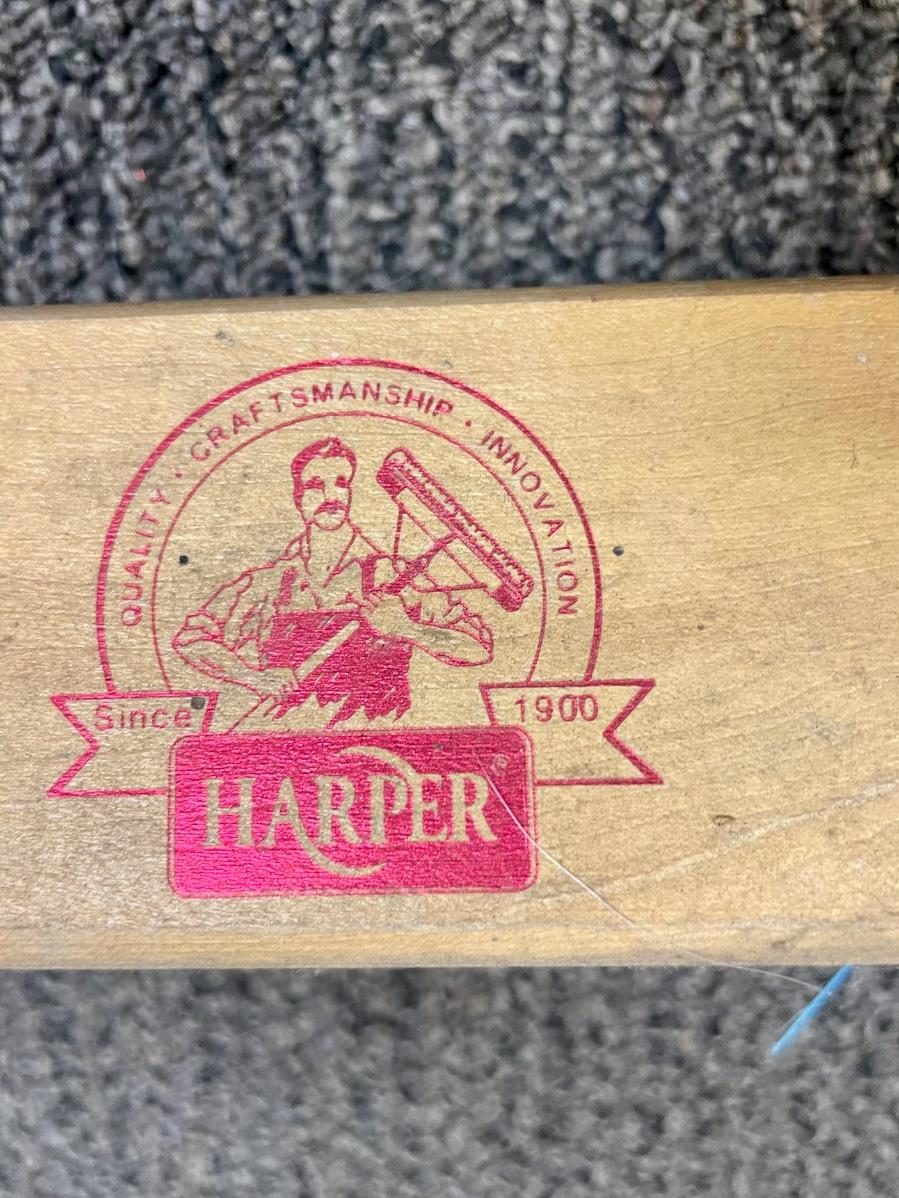 QUALITY · CRAFTSMANSHIP · INNOVATION
Since 1900
HARPER®